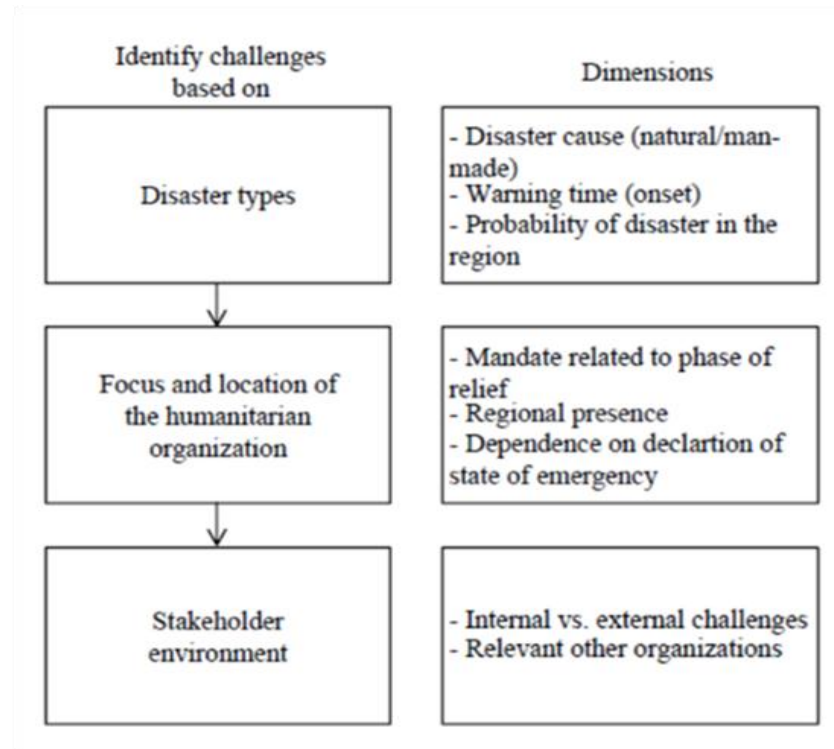 Identify challenges
based on
Dimensions
Disaster types
- Disaster cause (natural/man-
made)
- Warning time (onset)
- Probability of disaster in the
region
Focus and location of
the humanitarian
organization
- Mandate related to phase of
relief
- Regional presence
- Dependence on declartion of
state of emergency
Stakeholder
environment
- Internal vs. external challenges
- Relevant other organizations